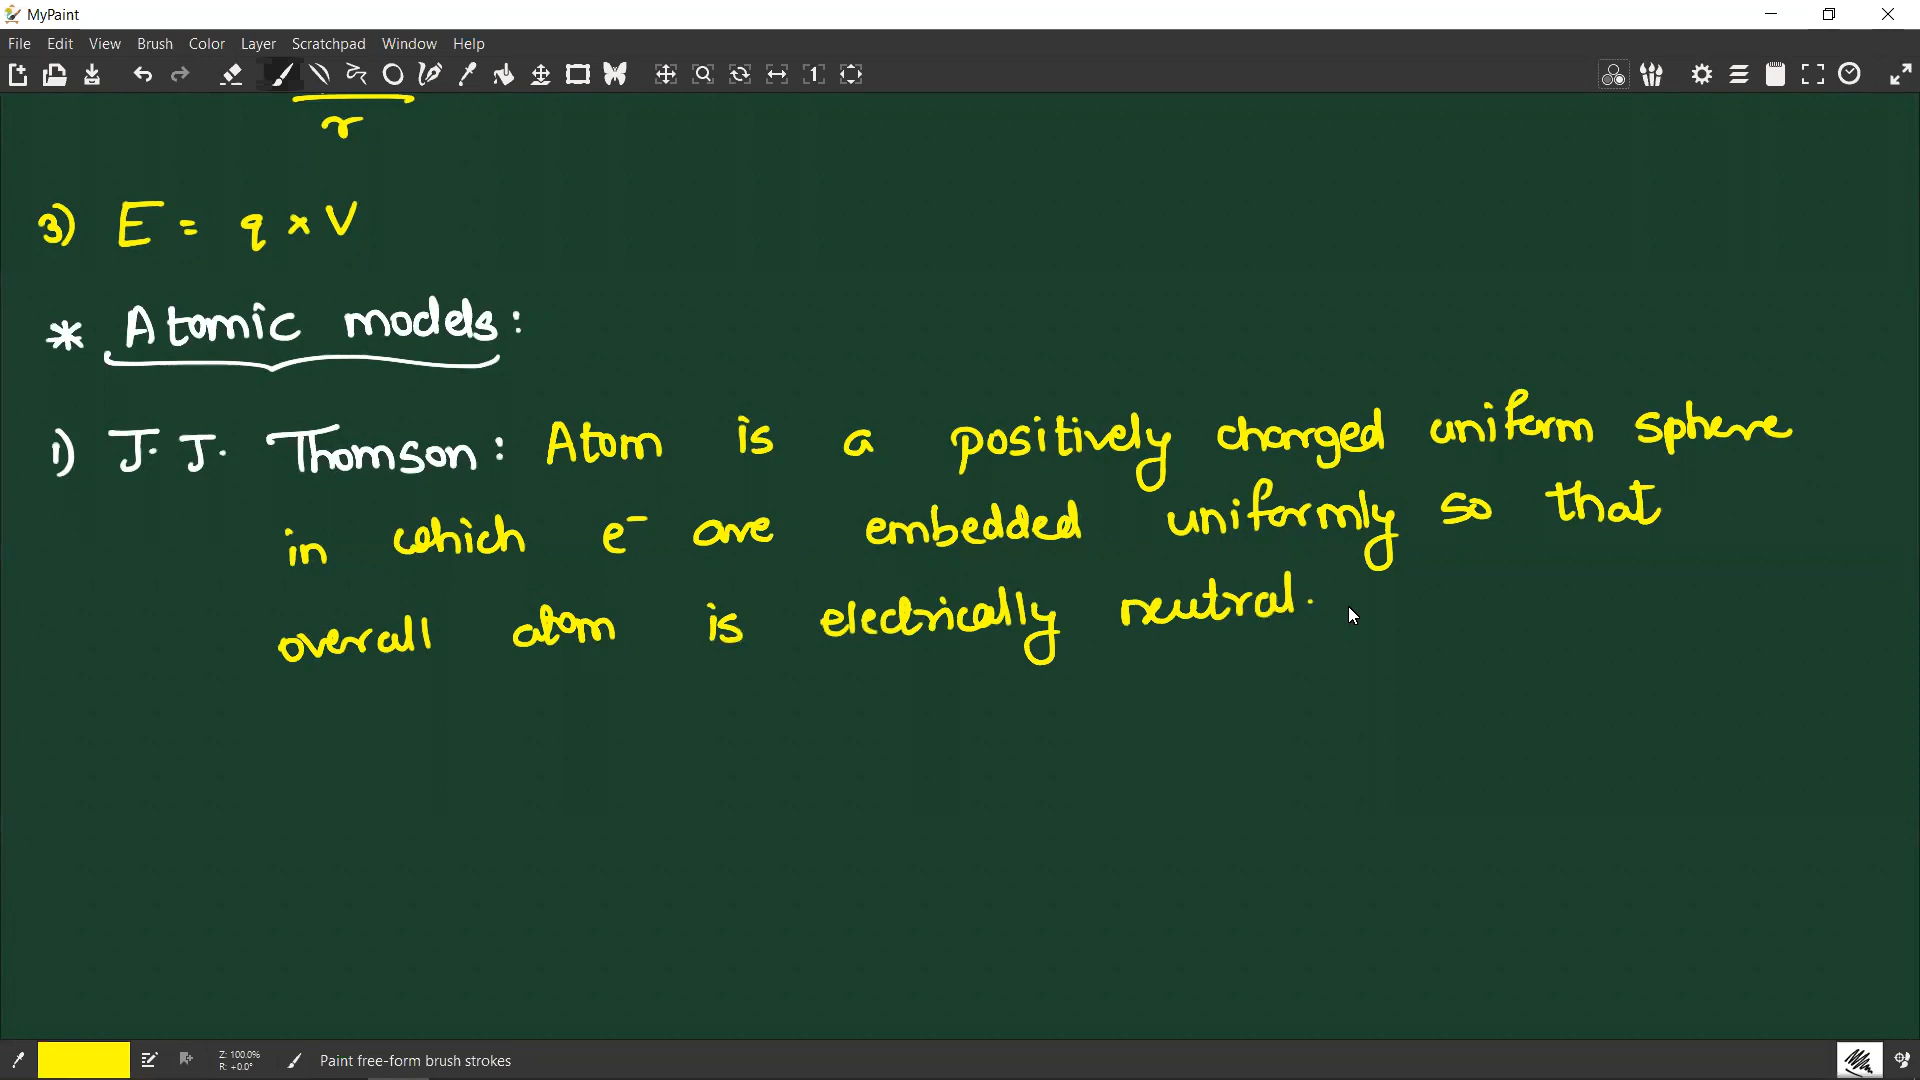 MyPaint
File Edit View Brush Color Layer Scratchpad Window Help
r
3) E = q × V
* Atomic models:
1) J. J. Thomson: Atom is a positively charged uniform sphere
in which e⁻ are embedded uniformly so that
overall atom is electrically neutral.
Z: 100.0%
R: +0.0°
Paint free-form brush strokes